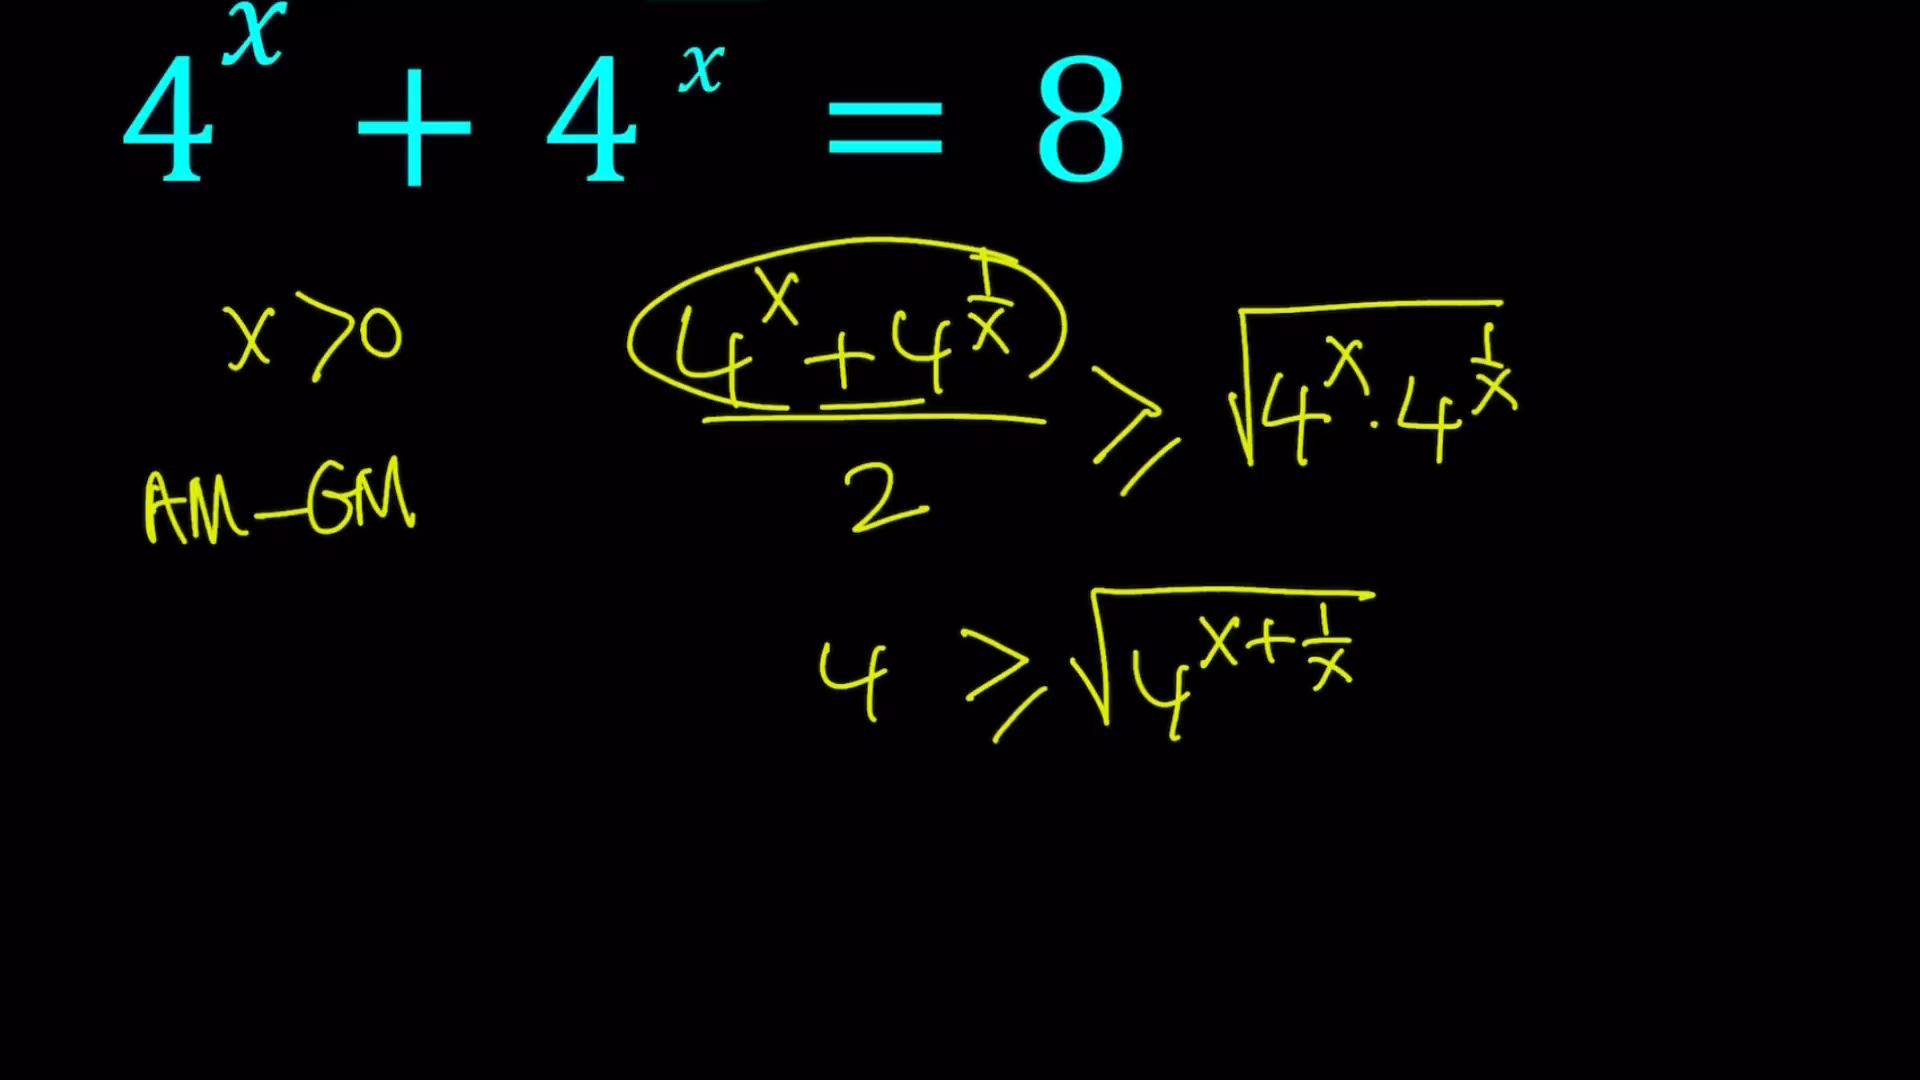 4^x + 4^x = 8
x > 0
(4^x + 4^(1/x)) / 2 ≥ √(4^x · 4^(1/x))
AM-GM
4 ≥ √(4^(x + 1/x))